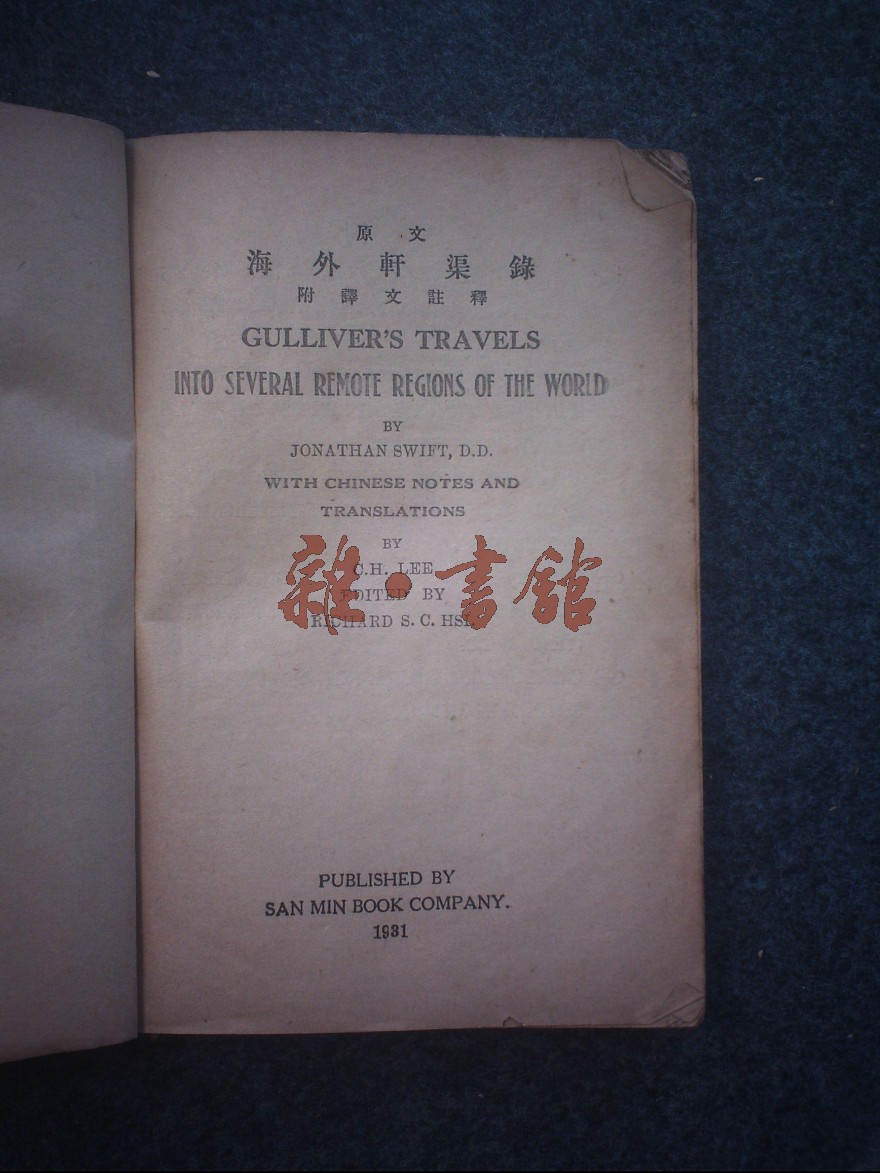 原文
海外軒渠錄
附譯文註釋
GULLIVER'S TRAVELS
INTO SEVERAL REMOTE REGIONS OF THE WORLD
BY
JONATHAN SWIFT, D.D.
WITH CHINESE NOTES AND
TRANSLATIONS
BY
C.H. LEE
EDITED BY
RICHARD S. C. HSI.
雜·書館
PUBLISHED BY
SAN MIN BOOK COMPANY.
1931